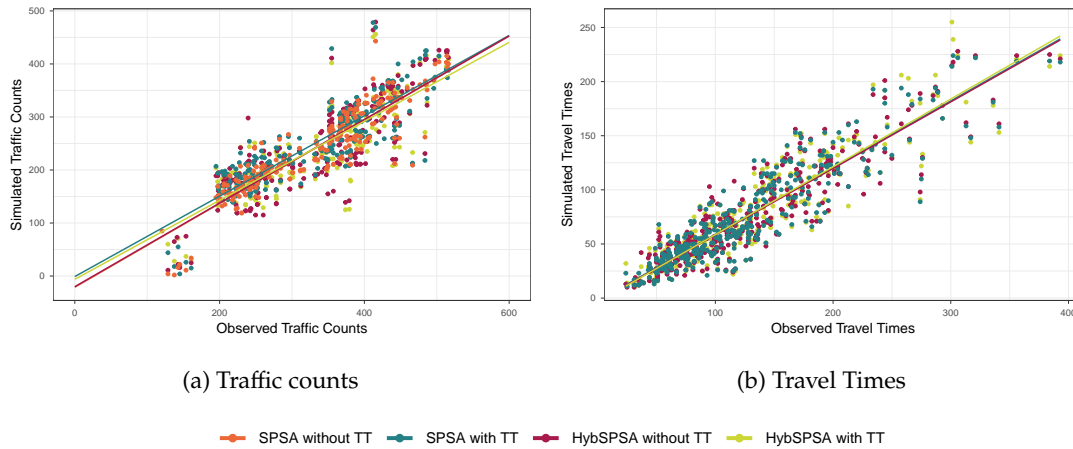 500
400
300
200
100
0
Simulated Traffic Counts
0
200
400
600
Observed Traffic Counts
250
200
150
100
50
0
Simulated Travel Times
100
200
300
400
Observed Travel Times
(a) Traffic counts
(b) Travel Times
SPSA without TT
SPSA with TT
HybSPSA without TT
HybSPSA with TT